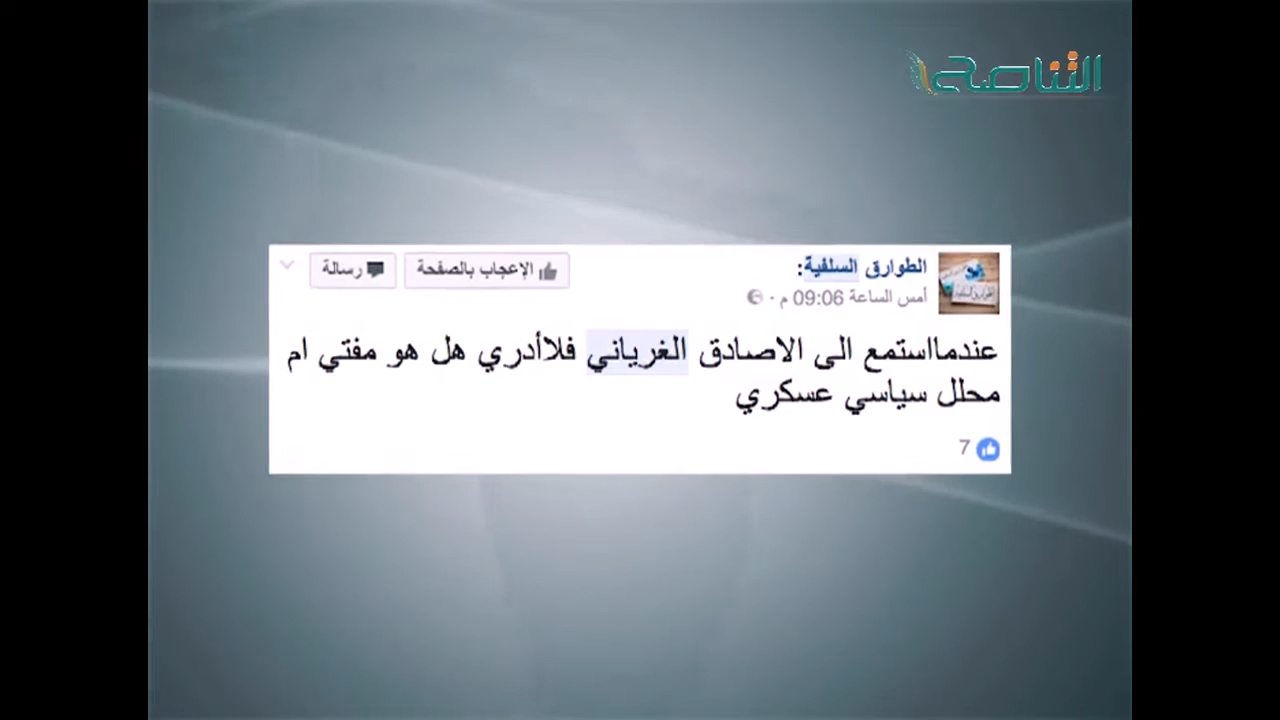 التناصح
الطوارق السلفية:
أمس الساعة 09:06 م
الإعجاب بالصفحة
رسالة
عندمااستمع الى الاصادق الغرياني فلاأدري هل هو مفتي ام
محلل سياسي عسكري
7